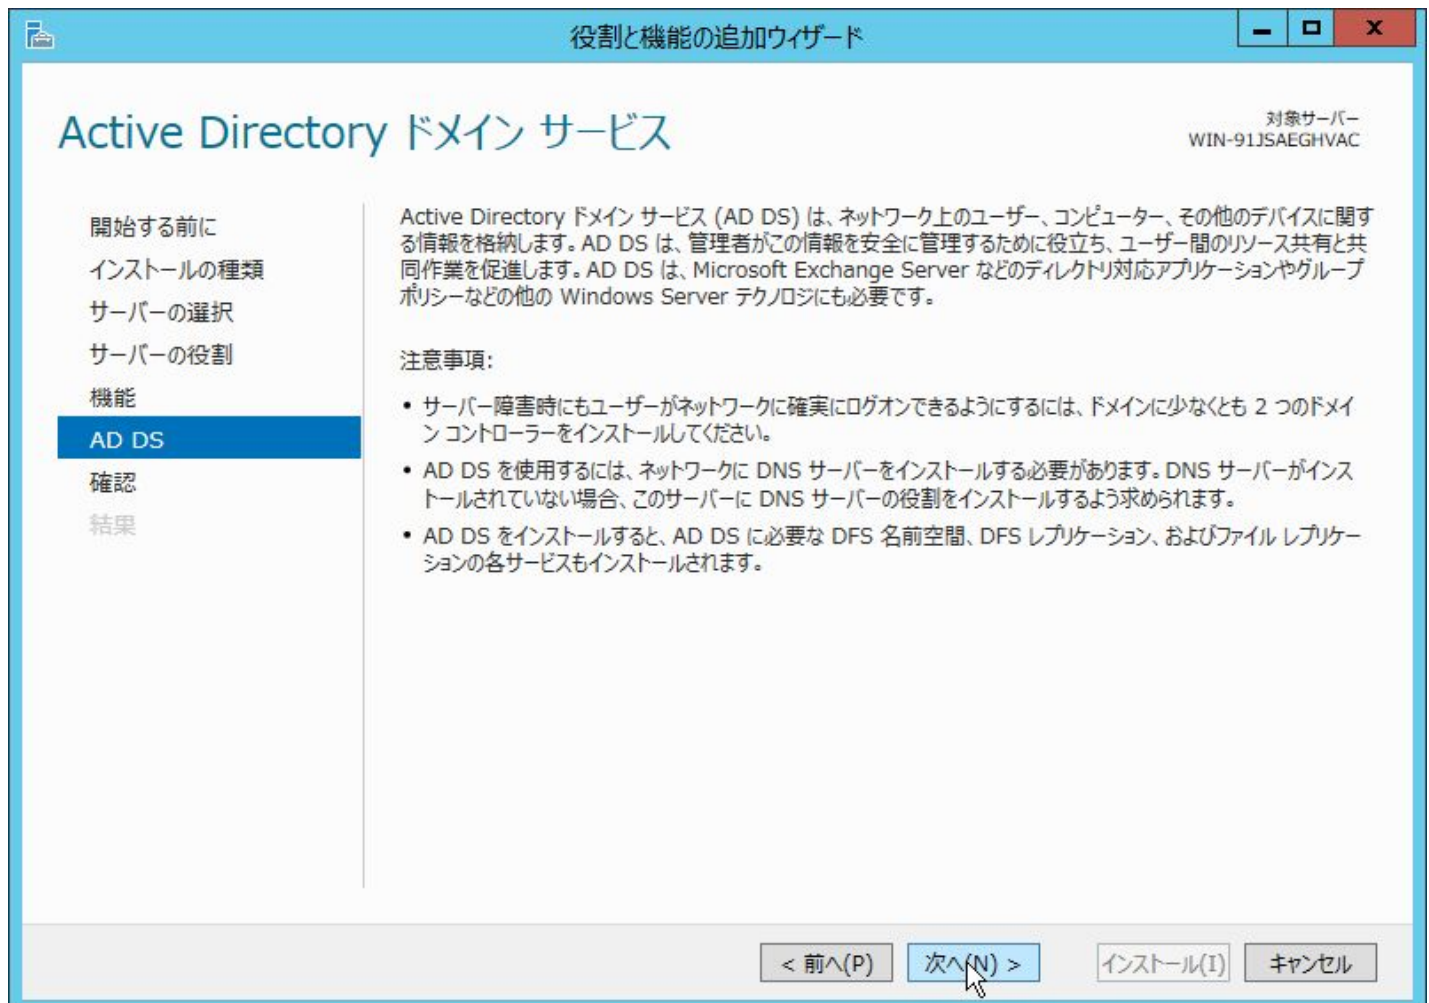 役割と機能の追加ウィザード
Active Directory ドメイン サービス
対象サーバー
WIN-91JSAEGHVAC
開始する前に
インストールの種類
サーバーの選択
サーバーの役割
機能
AD DS
確認
結果
Active Directory ドメイン サービス (AD DS) は、ネットワーク上のユーザー、コンピューター、その他のデバイスに関す
る情報を格納します。AD DS は、管理者がこの情報を安全に管理するために役立ち、ユーザー間のリソース共有と共
同作業を促進します。AD DS は、Microsoft Exchange Server などのディレクトリ対応アプリケーションやグループ
ポリシーなどの他の Windows Server テクノロジにも必要です。
注意事項:
• サーバー障害時にもユーザーがネットワークに確実にログオンできるようにするには、ドメインに少なくとも 2 つのドメイ
ン コントローラーをインストールしてください。
• AD DS を使用するには、ネットワークに DNS サーバーをインストールする必要があります。DNS サーバーがインス
トールされていない場合、このサーバーに DNS サーバーの役割をインストールするよう求められます。
• AD DS をインストールすると、AD DS に必要な DFS 名前空間、DFS レプリケーション、およびファイル レプリケー
ションの各サービスもインストールされます。
< 前へ(P)
次へ(N) >
インストール(I)
キャンセル